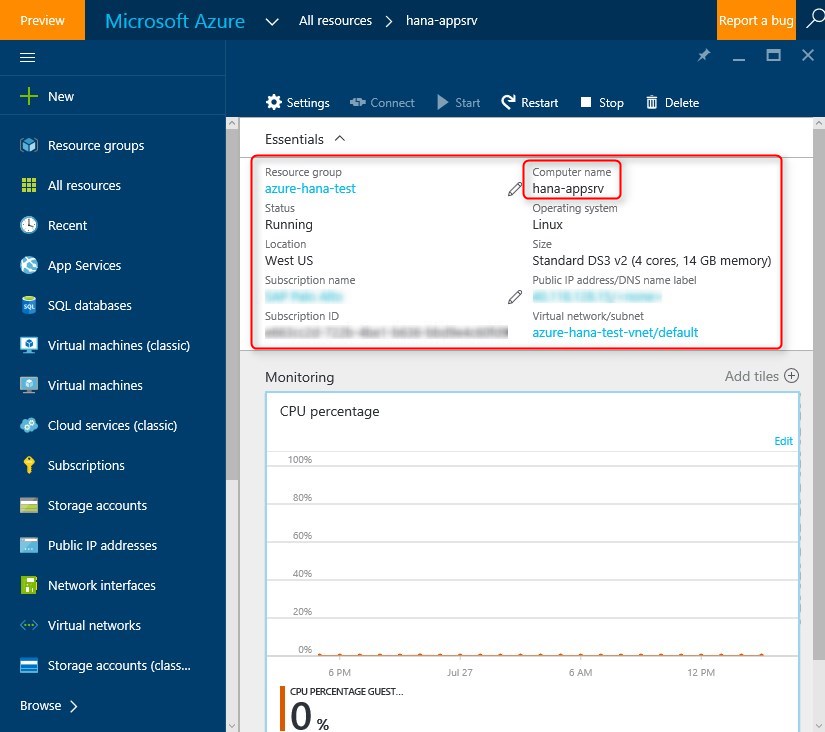 Preview
Microsoft Azure
All resources > hana-appsrv
Report a bug
New
Resource groups
All resources
Recent
App Services
SQL databases
Virtual machines (classic)
Virtual machines
Cloud services (classic)
Subscriptions
Storage accounts
Public IP addresses
Network interfaces
Virtual networks
Storage accounts (class...
Browse >
Settings Connect Start Restart Stop Delete
Essentials
Resource group
azure-hana-test
Status
Running
Location
West US
Subscription name
Subscription ID
Computer name
hana-appsrv
Operating system
Linux
Size
Standard DS3 v2 (4 cores, 14 GB memory)
Public IP address/DNS name label
Virtual network/subnet
azure-hana-test-vnet/default
Monitoring
Add tiles
CPU percentage
Edit
100%
80%
60%
40%
20%
0%
6 PM Jul 27 6 AM 12 PM
CPU PERCENTAGE GUEST...
0 %